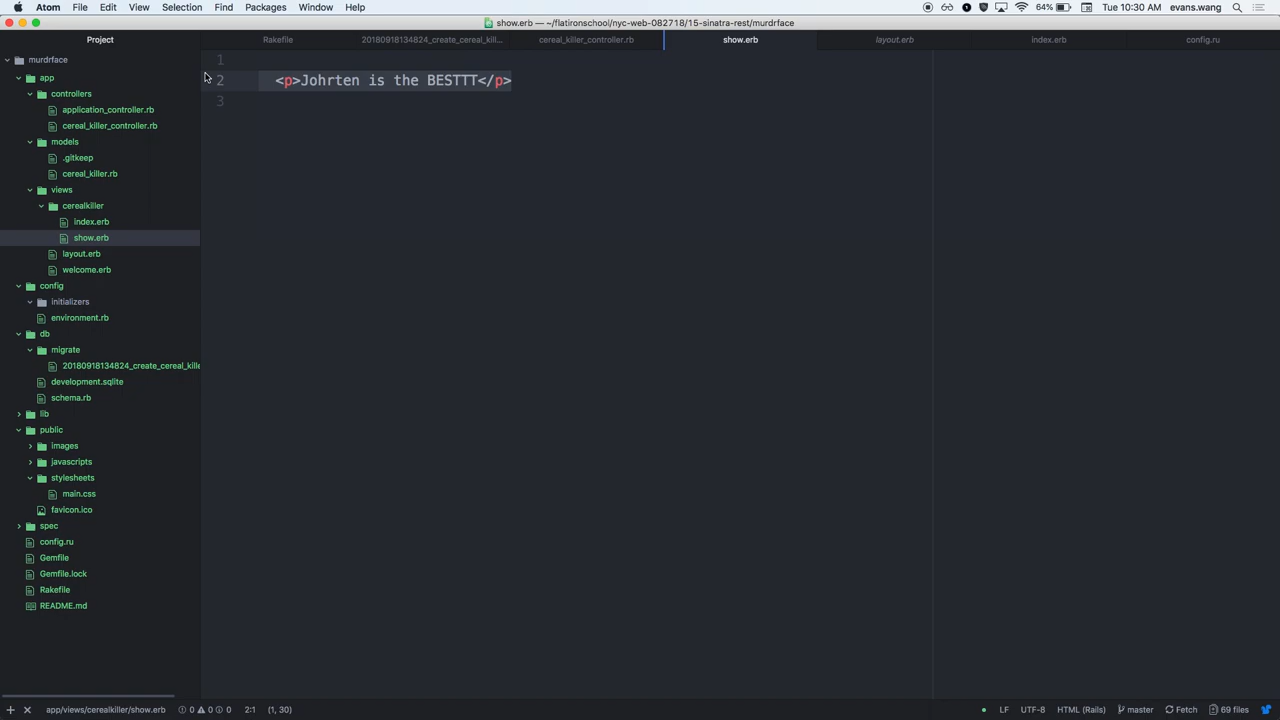 Atom File Edit View Selection Find Packages Window Help 64% Tue 10:30 AM evans.wang
show.erb — ~/flatironschool/nyc-web-082718/15-sinatra-rest/murdrface
Project Rakefile 20180918134824_create_cereal_kill... cereal_killer_controller.rb show.erb layout.erb index.erb config.ru
murdrface
app
controllers
application_controller.rb
cereal_killer_controller.rb
models
.gitkeep
cereal_killer.rb
views
cerealkiller
index.erb
show.erb
layout.erb
welcome.erb
config
initializers
environment.rb
db
migrate
20180918134824_create_cereal_kille
development.sqlite
schema.rb
lib
public
images
javascripts
stylesheets
main.css
favicon.ico
spec
config.ru
Gemfile
Gemfile.lock
Rakefile
README.md
1
2 <p>Johrten is the BESTTT</p>
3
app/views/cerealkiller/show.erb 0 0 0 2:1 (1, 30) LF UTF-8 HTML (Rails) master Fetch 69 files